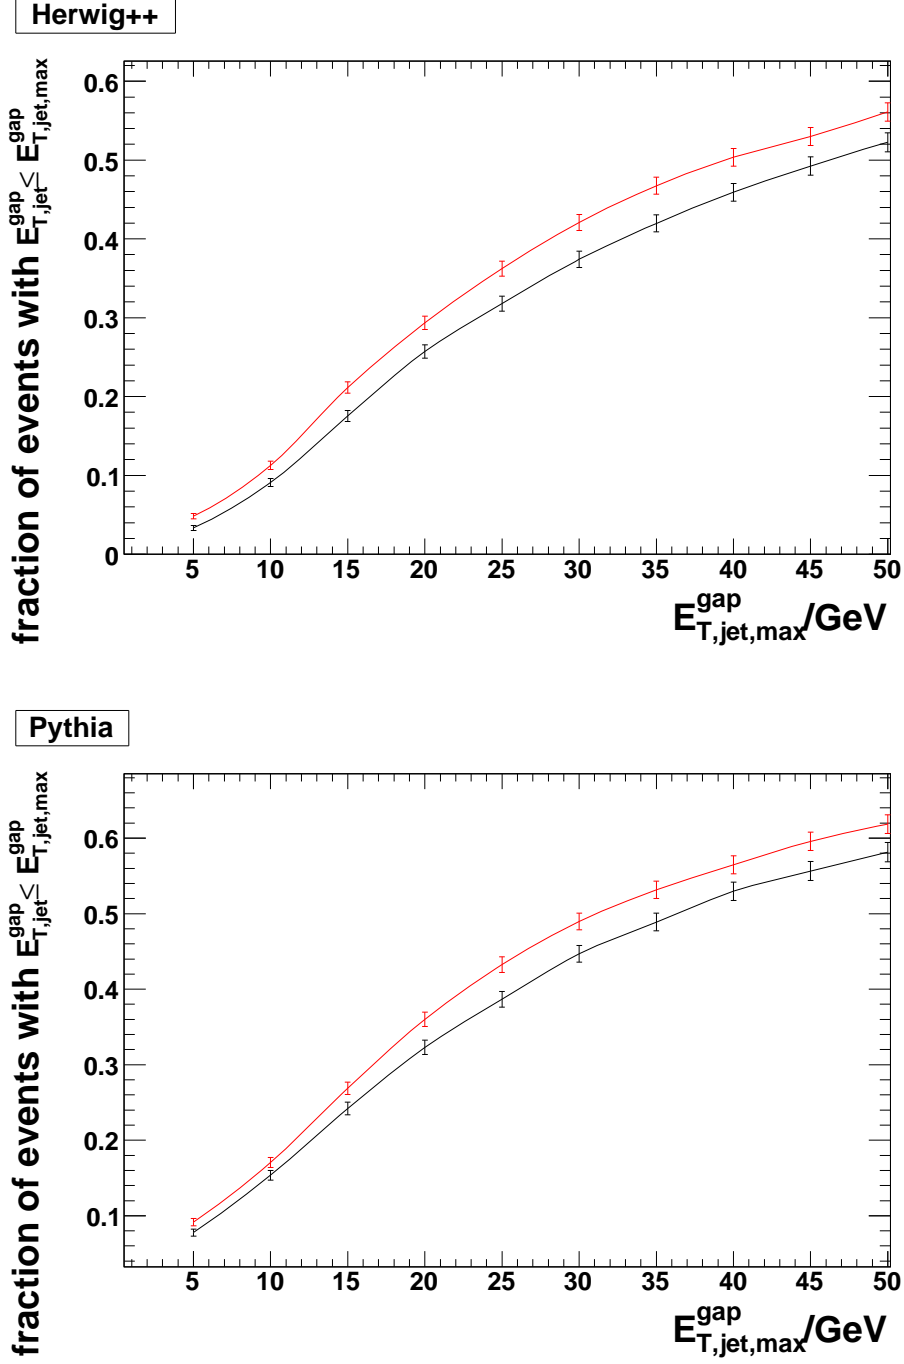 Herwig++
fraction of events with E^gap_T,jet ≤ E^gap_T,jet,max
0.6
0.5
0.4
0.3
0.2
0.1
0
5 10 15 20 25 30 35 40 45 50
E^gap_T,jet,max/GeV
Pythia
fraction of events with E^gap_T,jet ≤ E^gap_T,jet,max
0.6
0.5
0.4
0.3
0.2
0.1
5 10 15 20 25 30 35 40 45 50
E^gap_T,jet,max/GeV